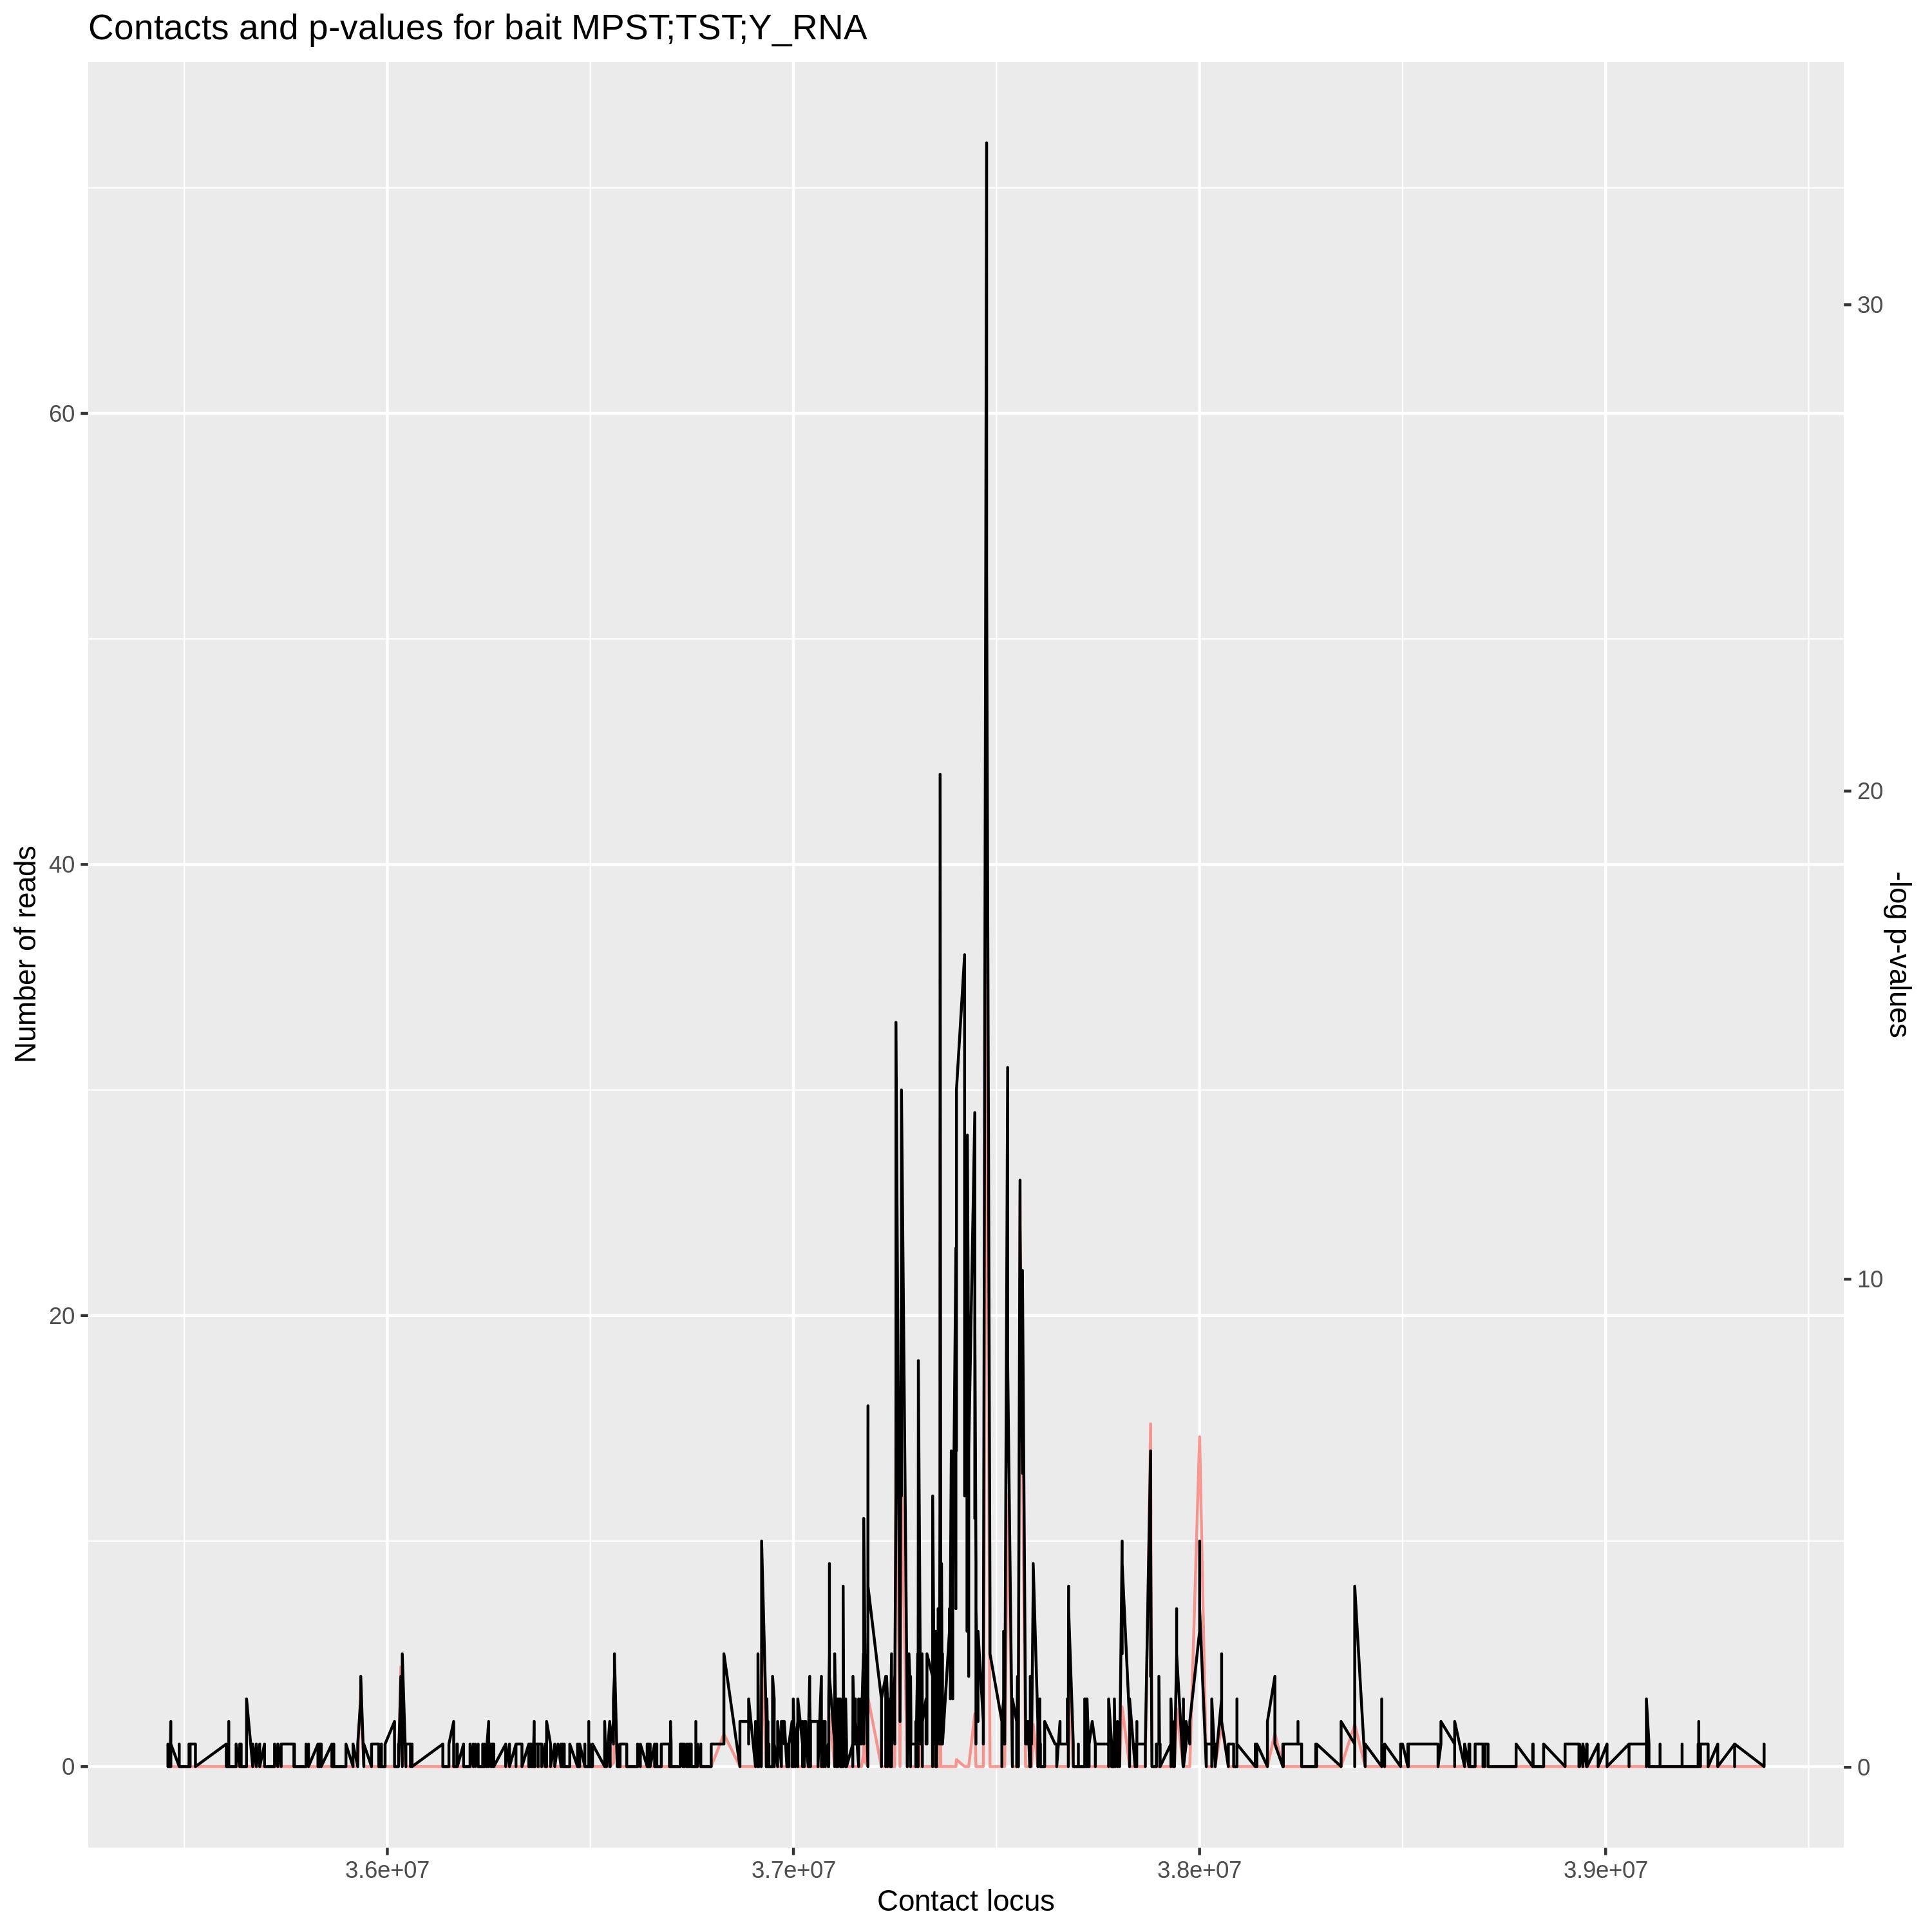 Contacts and p-values for bait MPST;TST;Y_RNA
Number of reads
60
40
20
0
30
20
10
0
-log p-values
3.6e+07 3.7e+07 3.8e+07 3.9e+07
Contact locus